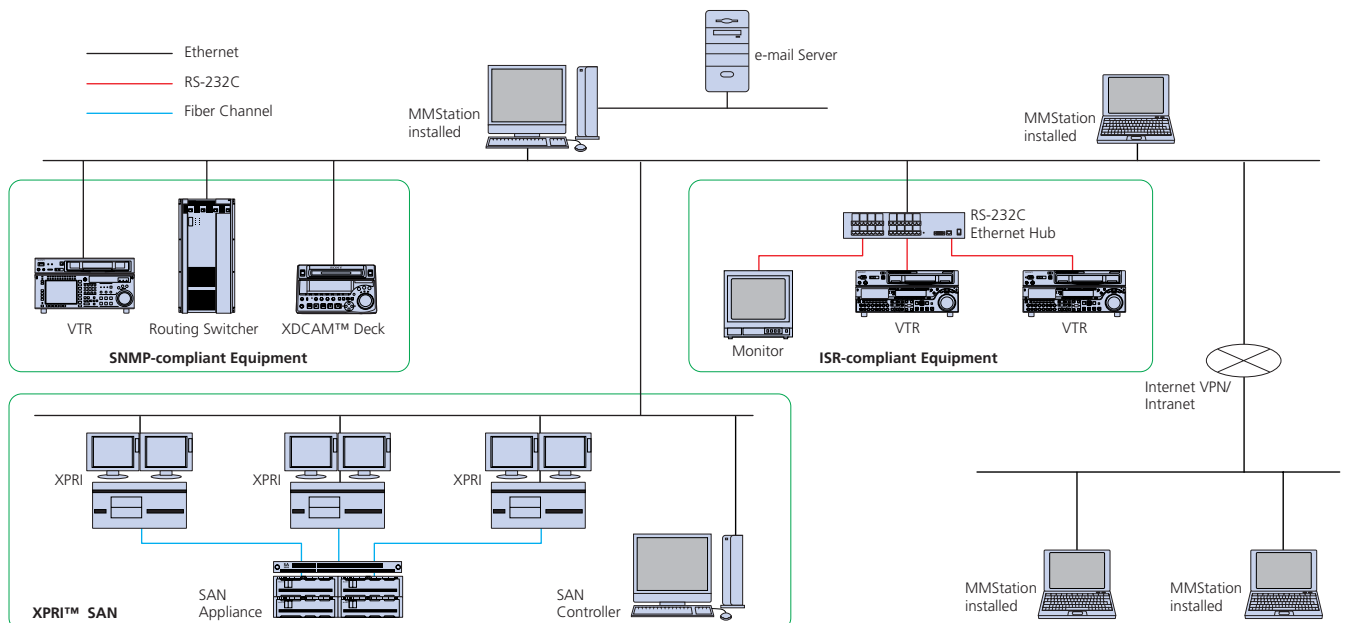 Ethernet
RS-232C
Fiber Channel
e-mail Server
MMStation
installed
MMStation
installed
RS-232C
Ethernet Hub
VTR
Routing Switcher
XDCAM™ Deck
SNMP-compliant Equipment
Monitor
VTR
VTR
ISR-compliant Equipment
Internet VPN/
Intranet
XPRI
XPRI
XPRI
SAN
Appliance
SAN
Controller
XPRI™ SAN
MMStation
installed
MMStation
installed